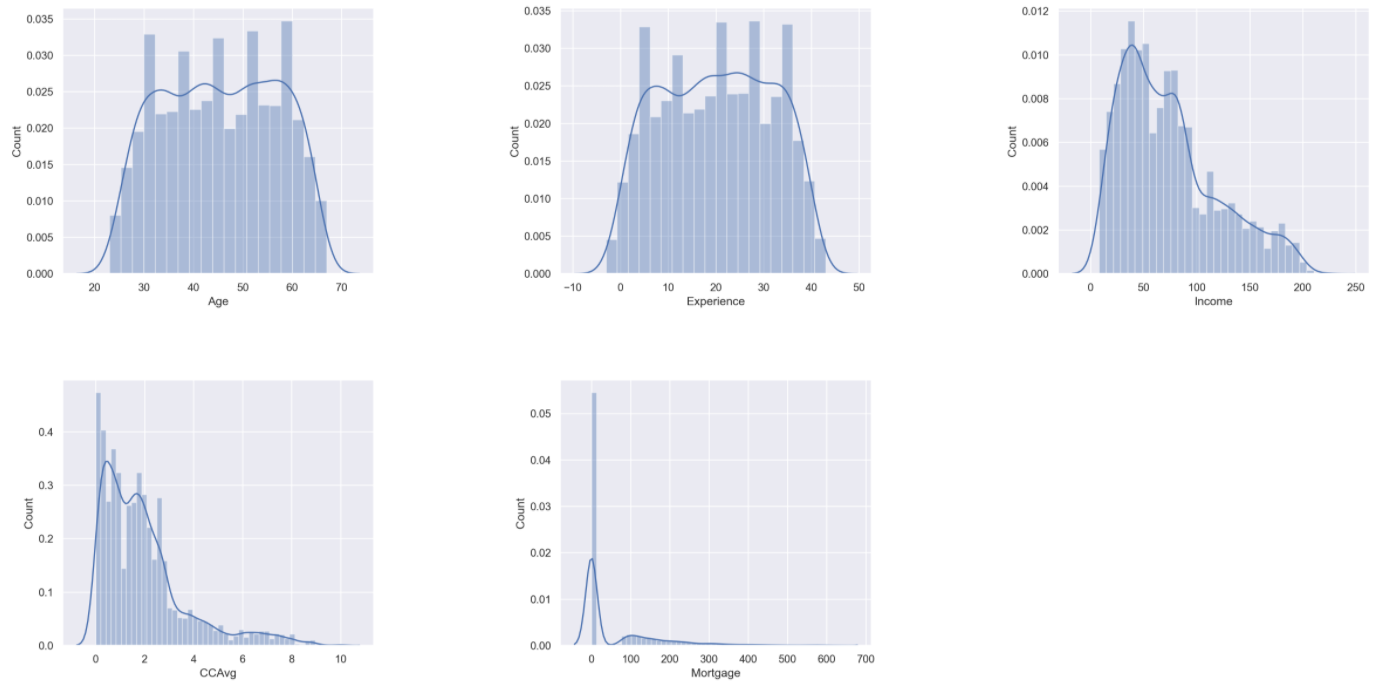 0.035
0.030
0.025
0.020
0.015
0.010
0.005
0.000
Count
20 30 40 50 60 70
Age
0.035
0.030
0.025
0.020
0.015
0.010
0.005
0.000
Count
−10 0 10 20 30 40 50
Experience
0.012
0.010
0.008
0.006
0.004
0.002
0.000
Count
0 50 100 150 200 250
Income
0.4
0.3
0.2
0.1
0.0
Count
0 2 4 6 8 10
CCAvg
0.05
0.04
0.03
0.02
0.01
0.00
Count
0 100 200 300 400 500 600 700
Mortgage